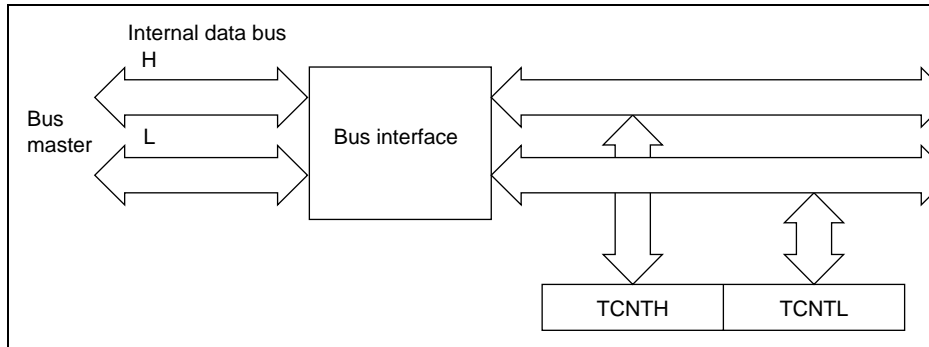 Internal data bus
H
Bus
master
L
Bus interface
TCNTH
TCNTL